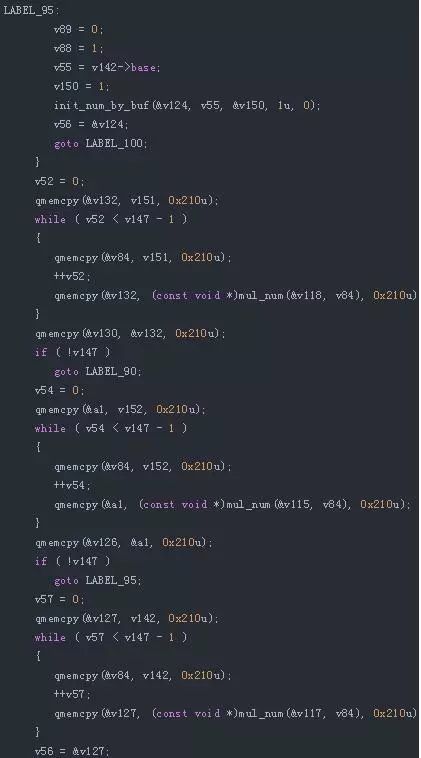 LABEL_95:
v89 = 0;
v88 = 1;
v55 = v142->base;
v150 = 1;
init_num_by_buf(&v124, v55, &v150, 1u, 0);
v56 = &v124;
goto LABEL_100;
}
v52 = 0;
qmemcpy(&v132, v151, 0x210u);
while ( v52 < v147 - 1 )
{
qmemcpy(&v84, v151, 0x210u);
++v52;
qmemcpy(&v132, (const void *)mul_num(&v118, v84), 0x210u)
}
qmemcpy(&v130, &v132, 0x210u);
if ( !v147 )
goto LABEL_90;
v54 = 0;
qmemcpy(&a1, v152, 0x210u);
while ( v54 < v147 - 1 )
{
qmemcpy(&v84, v152, 0x210u);
++v54;
qmemcpy(&a1, (const void *)mul_num(&v115, v84), 0x210u);
}
qmemcpy(&v126, &a1, 0x210u);
if ( !v147 )
goto LABEL_95;
v57 = 0;
qmemcpy(&v127, v142, 0x210u);
while ( v57 < v147 - 1 )
{
qmemcpy(&v84, v142, 0x210u);
++v57;
qmemcpy(&v127, (const void *)mul_num(&v117, v84), 0x210u)
}
v56 = &v127;